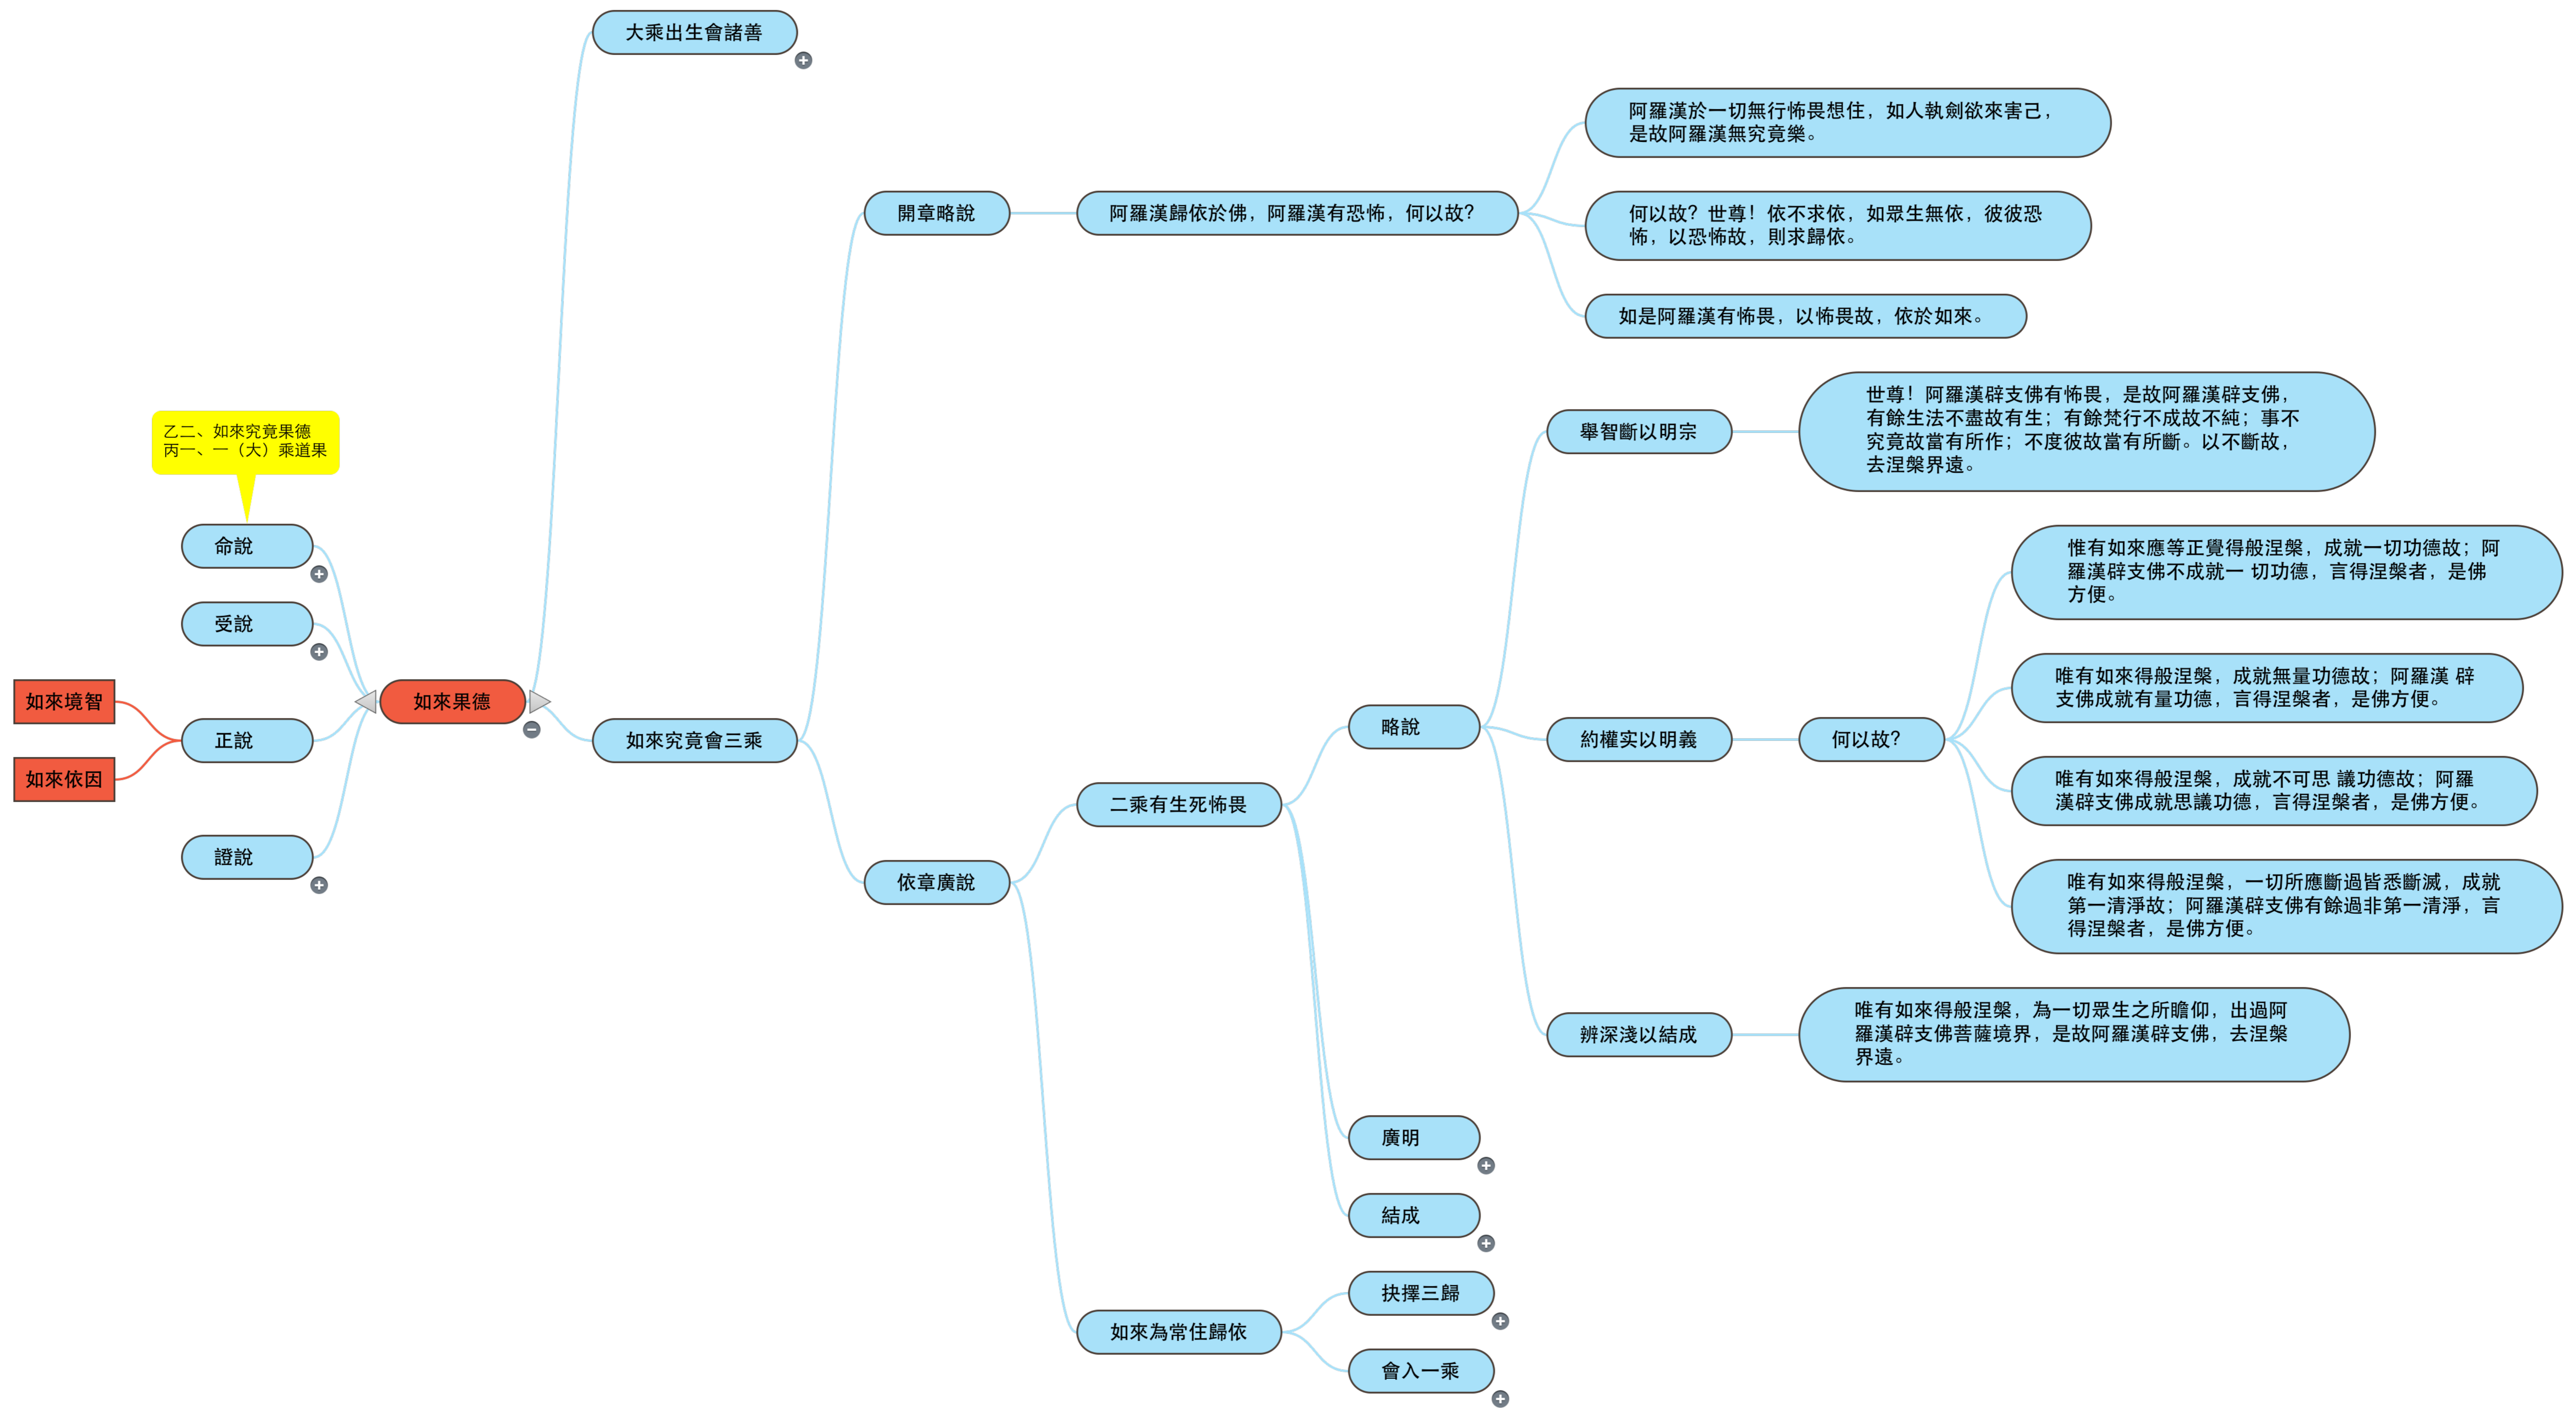 乙二、如來究竟果德
丙一、一（大）乘道果
命說
受說
如來境智
如來依因
正說
證說
如來果德
大乘出生會諸善
如來究竟會三乘
開章略說
阿羅漢歸依於佛，阿羅漢有恐怖，何以故？
阿羅漢於一切無行怖畏想住，如人執劍欲來害己，
是故阿羅漢無究竟樂。
何以故？世尊！依不求依，如眾生無依，彼彼恐
怖，以恐怖故，則求歸依。
如是阿羅漢有怖畏，以怖畏故，依於如來。
依章廣說
二乘有生死怖畏
略說
舉智斷以明宗
世尊！阿羅漢辟支佛有怖畏，是故阿羅漢辟支佛，
有餘生法不盡故有生；有餘梵行不成故不純；事不
究竟故當有所作；不度彼故當有所斷。以不斷故，
去涅槃界遠。
約權实以明義
何以故？
惟有如來應等正覺得般涅槃，成就一切功德故；阿
羅漢辟支佛不成就一 切功德，言得涅槃者，是佛
方便。
唯有如來得般涅槃，成就無量功德故；阿羅漢 辟
支佛成就有量功德，言得涅槃者，是佛方便。
唯有如來得般涅槃，成就不可思 議功德故；阿羅
漢辟支佛成就思議功德，言得涅槃者，是佛方便。
唯有如來得般涅槃，一切所應斷過皆悉斷滅，成就
第一清淨故；阿羅漢辟支佛有餘過非第一清淨，言
得涅槃者，是佛方便。
辨深淺以結成
唯有如來得般涅槃，為一切眾生之所瞻仰，出過阿
羅漢辟支佛菩薩境界，是故阿羅漢辟支佛，去涅槃
界遠。
廣明
結成
如來為常住歸依
抉擇三歸
會入一乘